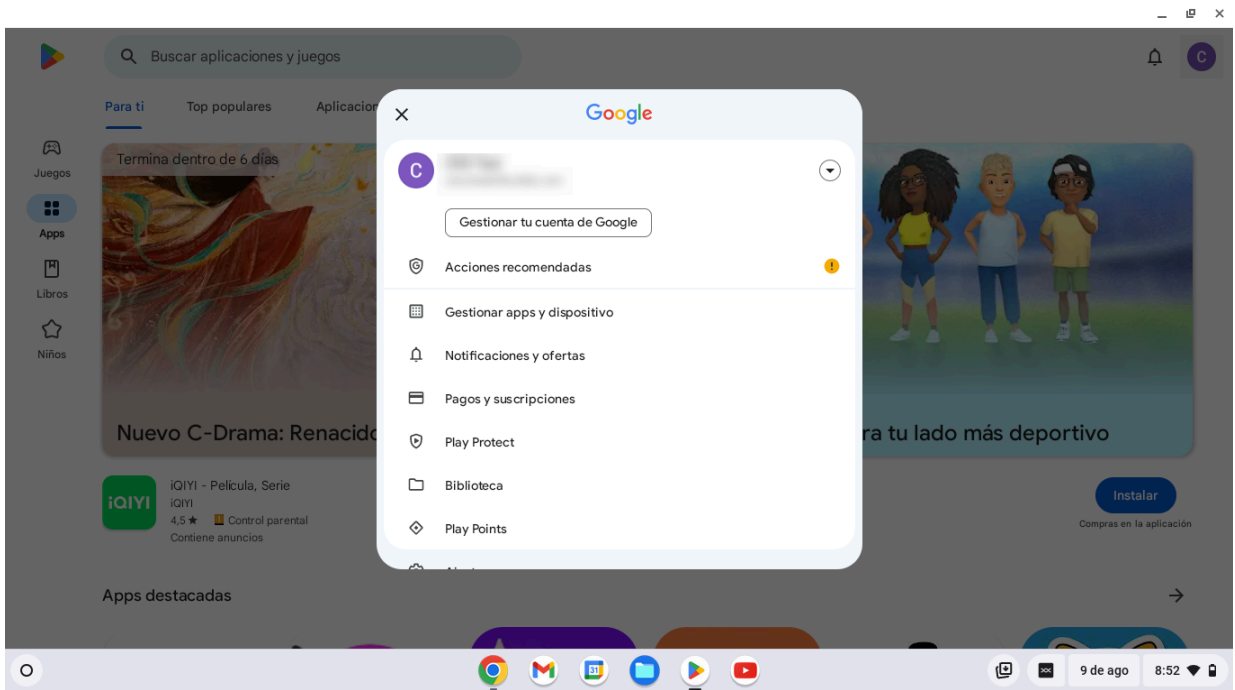 Buscar aplicaciones y juegos
C
Para ti
Top populares
Juegos
Apps
Libros
Niños
Termina dentro de 6 días
Nuevo C-Drama:
ra tu lado más deportivo
iQIYI
iQIYI - Película, Serie
iQIYI
4,5 ★
Control parental
Contiene anuncios
Instalar
Compras en la aplicación
Apps destacadas
Google
C
Gestionar tu cuenta de Google
Acciones recomendadas
Gestionar apps y dispositivo
Notificaciones y ofertas
Pagos y suscripciones
Play Protect
Biblioteca
Play Points
31
9 de ago
8:52